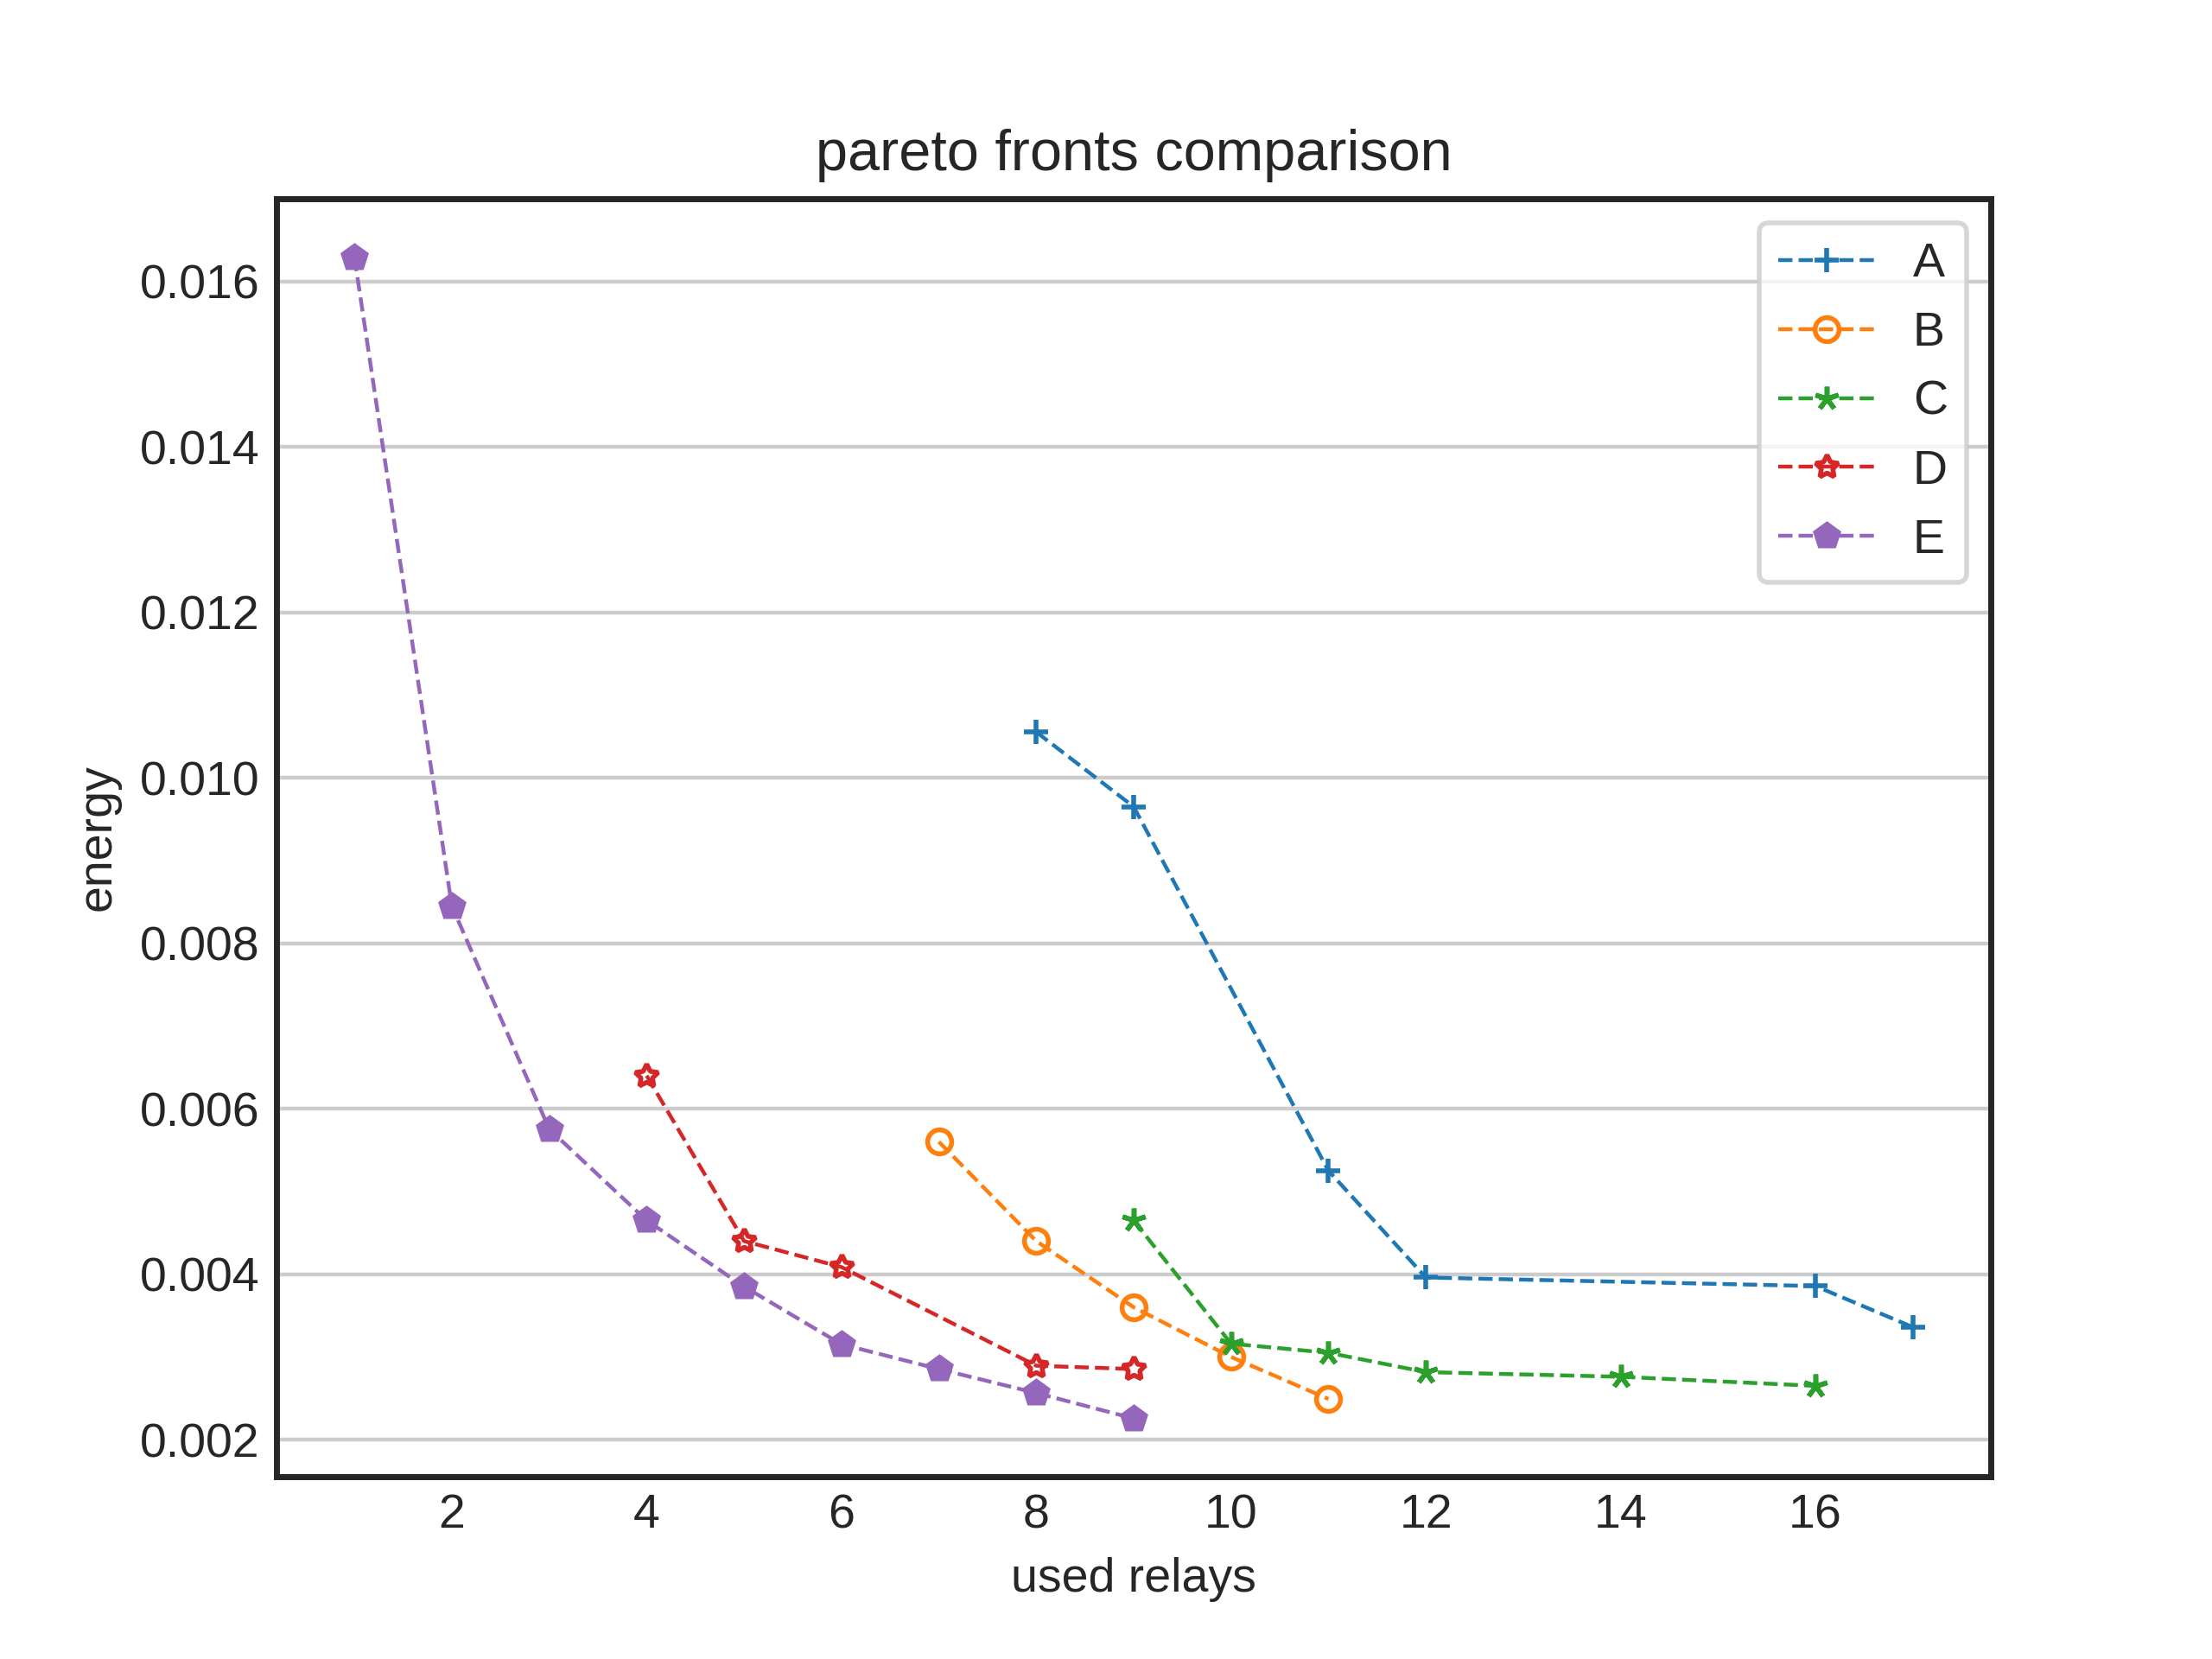 pareto fronts comparison
A
B
C
D
E
0.016
0.014
0.012
0.010
0.008
0.006
0.004
0.002
energy
2 4 6 8 10 12 14 16
used relays